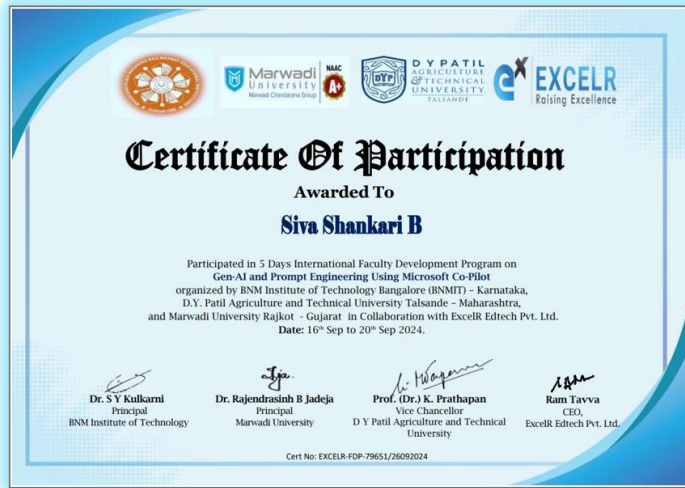 Marwadi
University
Marwadi Chandarana Group
NAAC
A+
DYP
D Y PATIL
AGRICULTURE
& TECHNICAL
UNIVERSITY
TALSANDE
ex
EXCELR
Raising Excellence
Certificate Of Participation
Awarded To
Siva Shankari B
Participated in 5 Days International Faculty Development Program on
Gen-AI and Prompt Engineering Using Microsoft Co-Pilot
organized by BNM Institute of Technology Bangalore (BNMIT) – Karnataka,
D.Y. Patil Agriculture and Technical University Talsande – Maharashtra,
and Marwadi University Rajkot - Gujarat in Collaboration with ExcelR Edtech Pvt. Ltd.
Date: 16th Sep to 20th Sep 2024.
Dr. S Y Kulkarni
Principal
BNM Institute of Technology
Dr. Rajendrasinh B Jadeja
Principal
Marwadi University
Prof. (Dr.) K. Prathapan
Vice Chancellor
D Y Patil Agriculture and Technical
University
Ram Tavva
CEO,
ExcelR Edtech Pvt. Ltd.
Cert No: EXCELR-FDP-79651/26092024